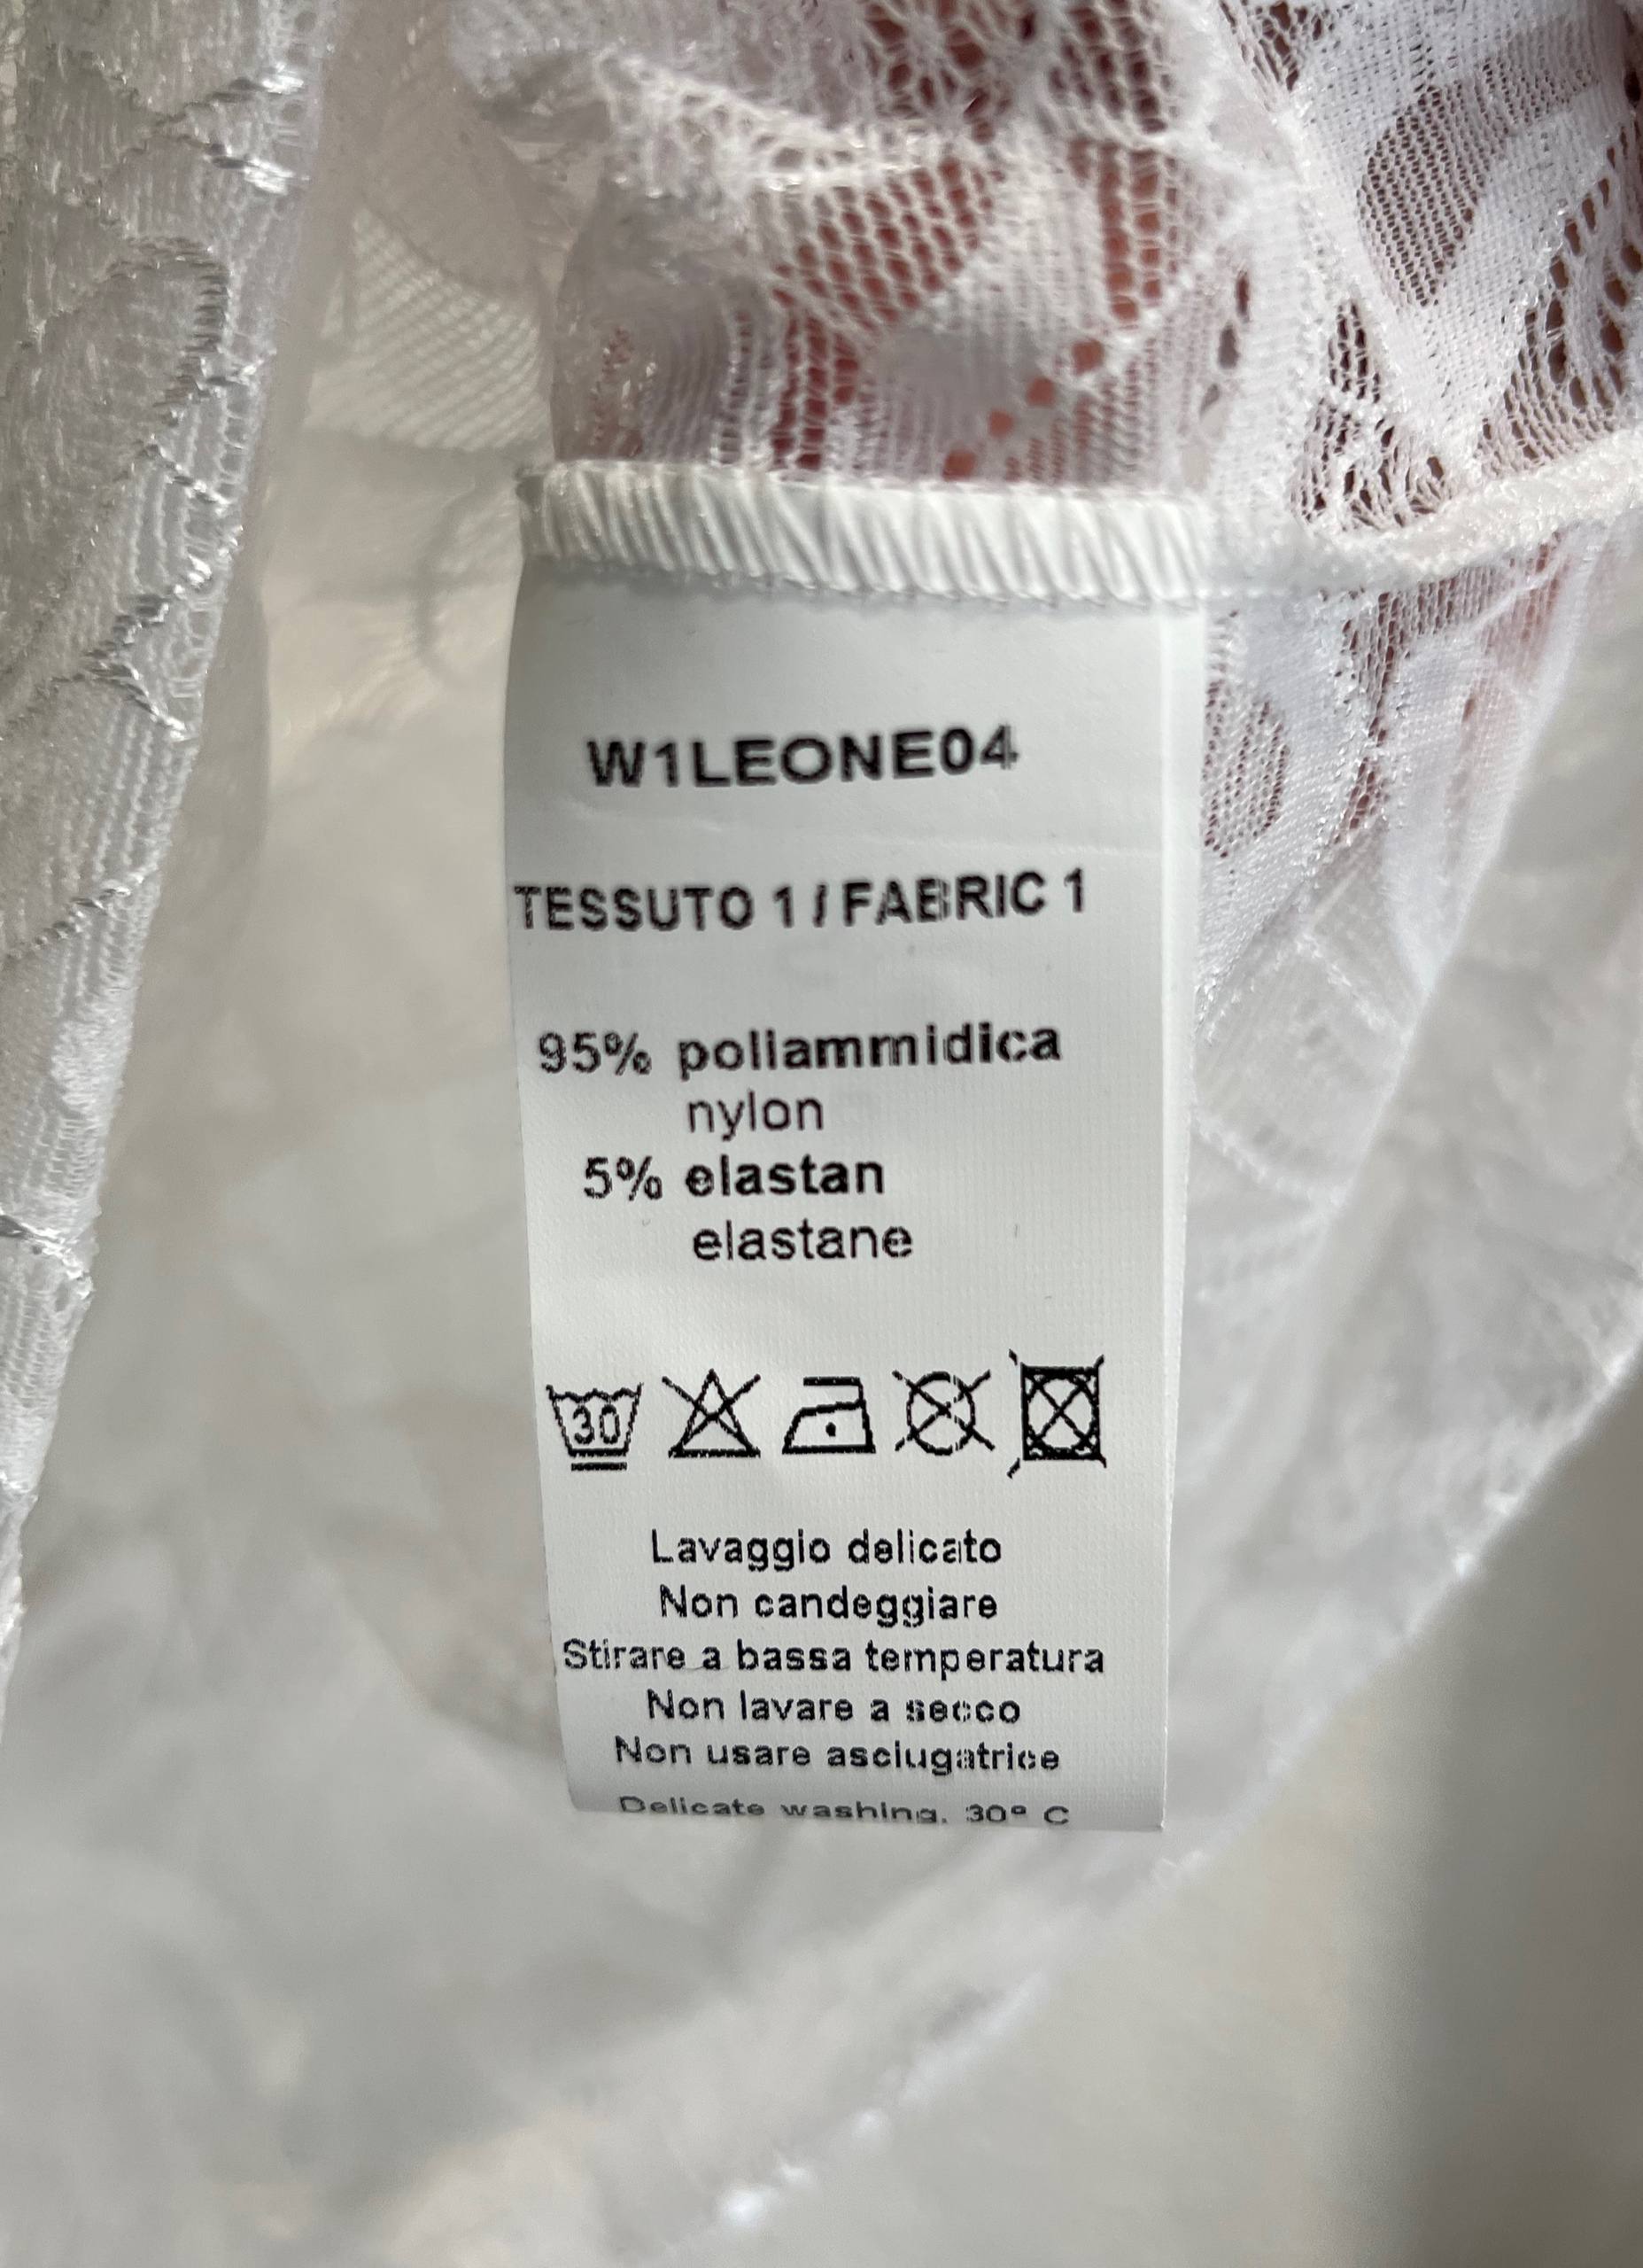 W1LEONE04
TESSUTO 1 / FABRIC 1
95% poliammidica
nylon
5% elastan
elastane
30
Lavaggio delicato
Non candeggiare
Stirare a bassa temperatura
Non lavare a secco
Non usare asciugatrice
Delicate washing, 30° C